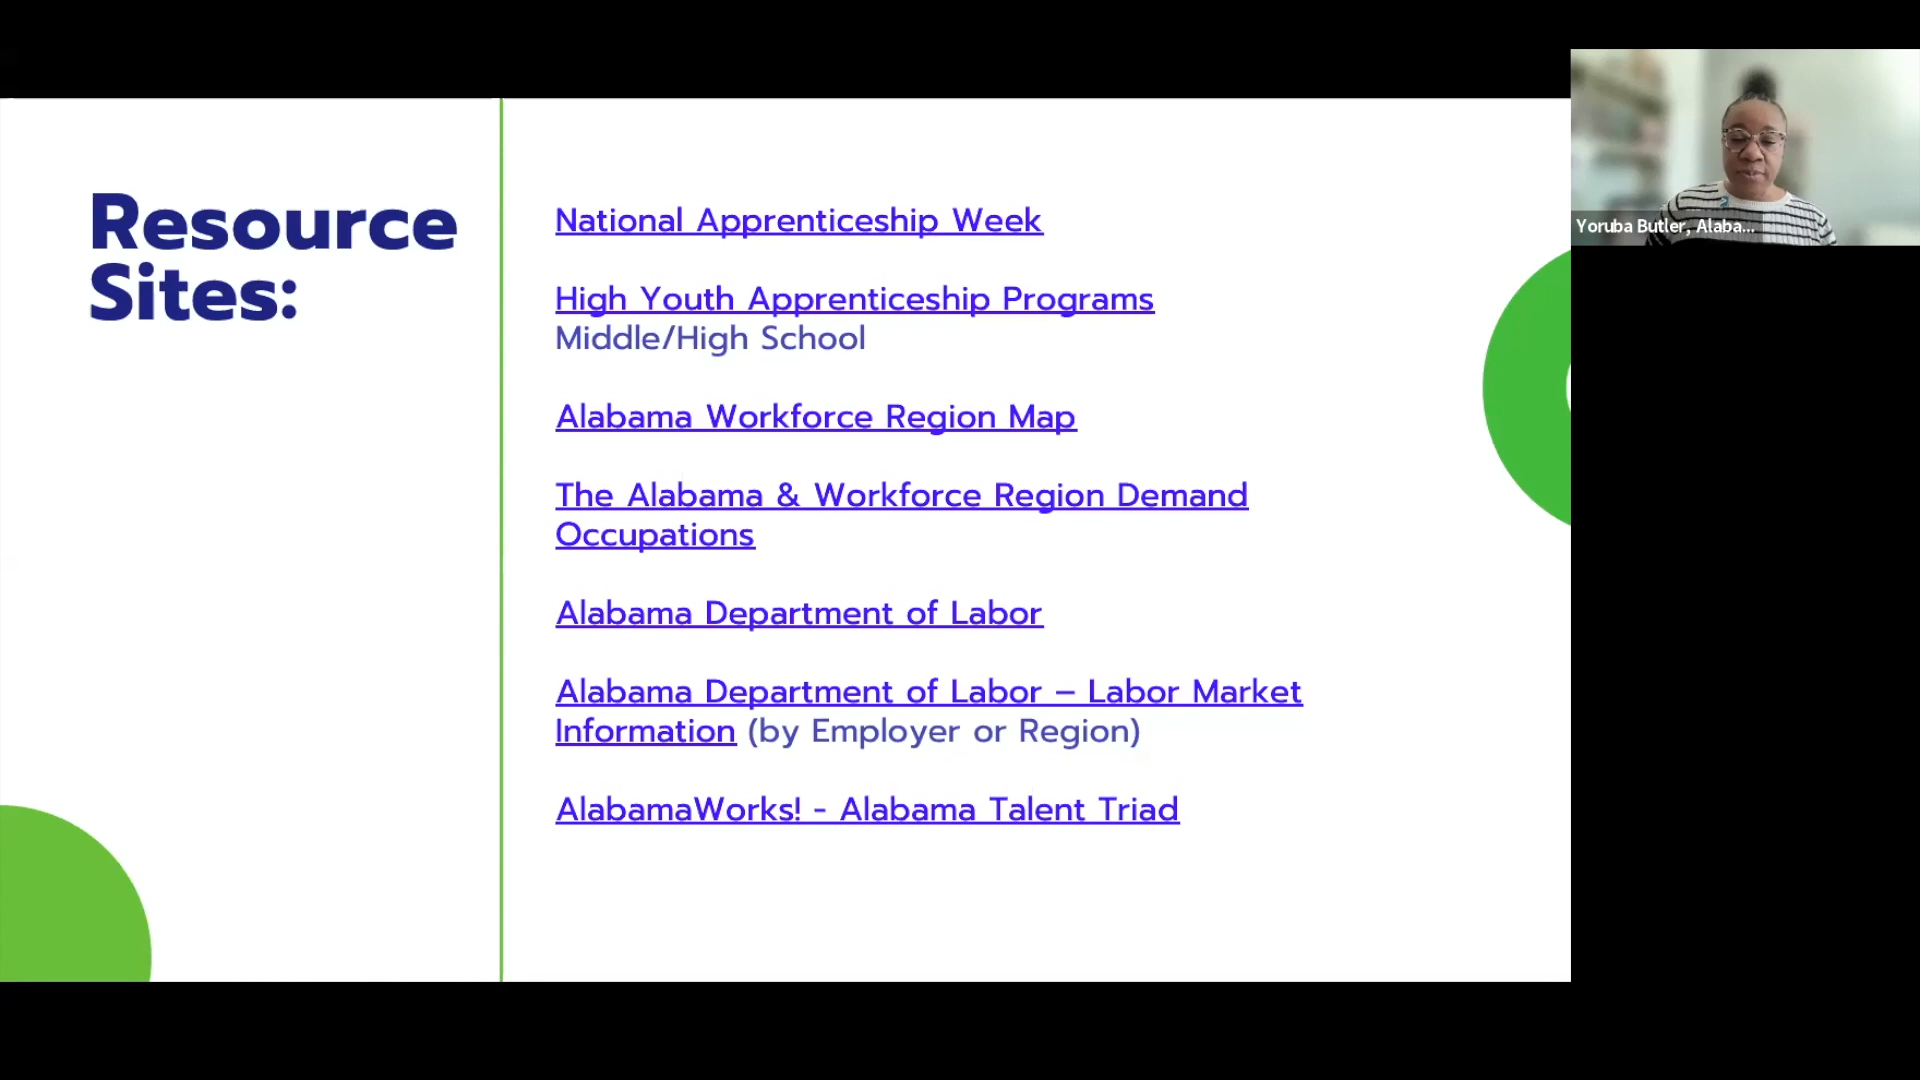 Resource
Sites:
National Apprenticeship Week
High Youth Apprenticeship Programs
Middle/High School
Alabama Workforce Region Map
The Alabama & Workforce Region Demand
Occupations
Alabama Department of Labor
Alabama Department of Labor – Labor Market
Information (by Employer or Region)
AlabamaWorks! - Alabama Talent Triad
Yoruba Butler, Alaba...